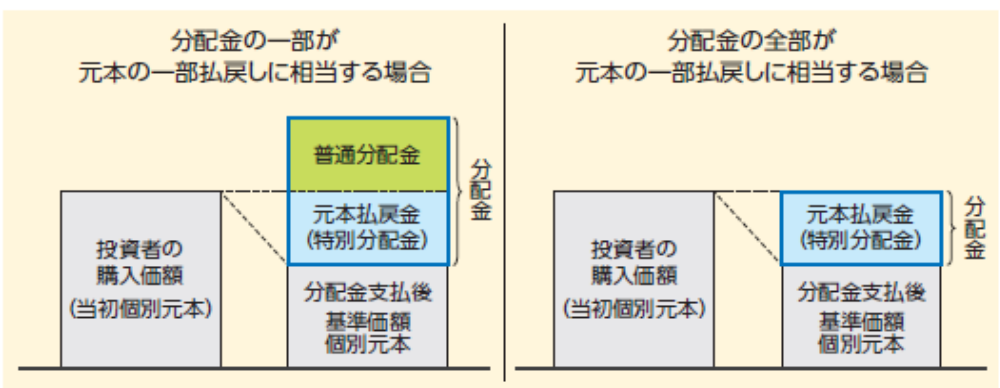 分配金の一部が
元本の一部払戻しに相当する場合
普通分配金
元本払戻金
(特別分配金)
分配金
投資者の
購入価額
(当初個別元本)
分配金支払後
基準価額
個別元本
分配金の全部が
元本の一部払戻しに相当する場合
元本払戻金
(特別分配金)
分配金
投資者の
購入価額
(当初個別元本)
分配金支払後
基準価額
個別元本